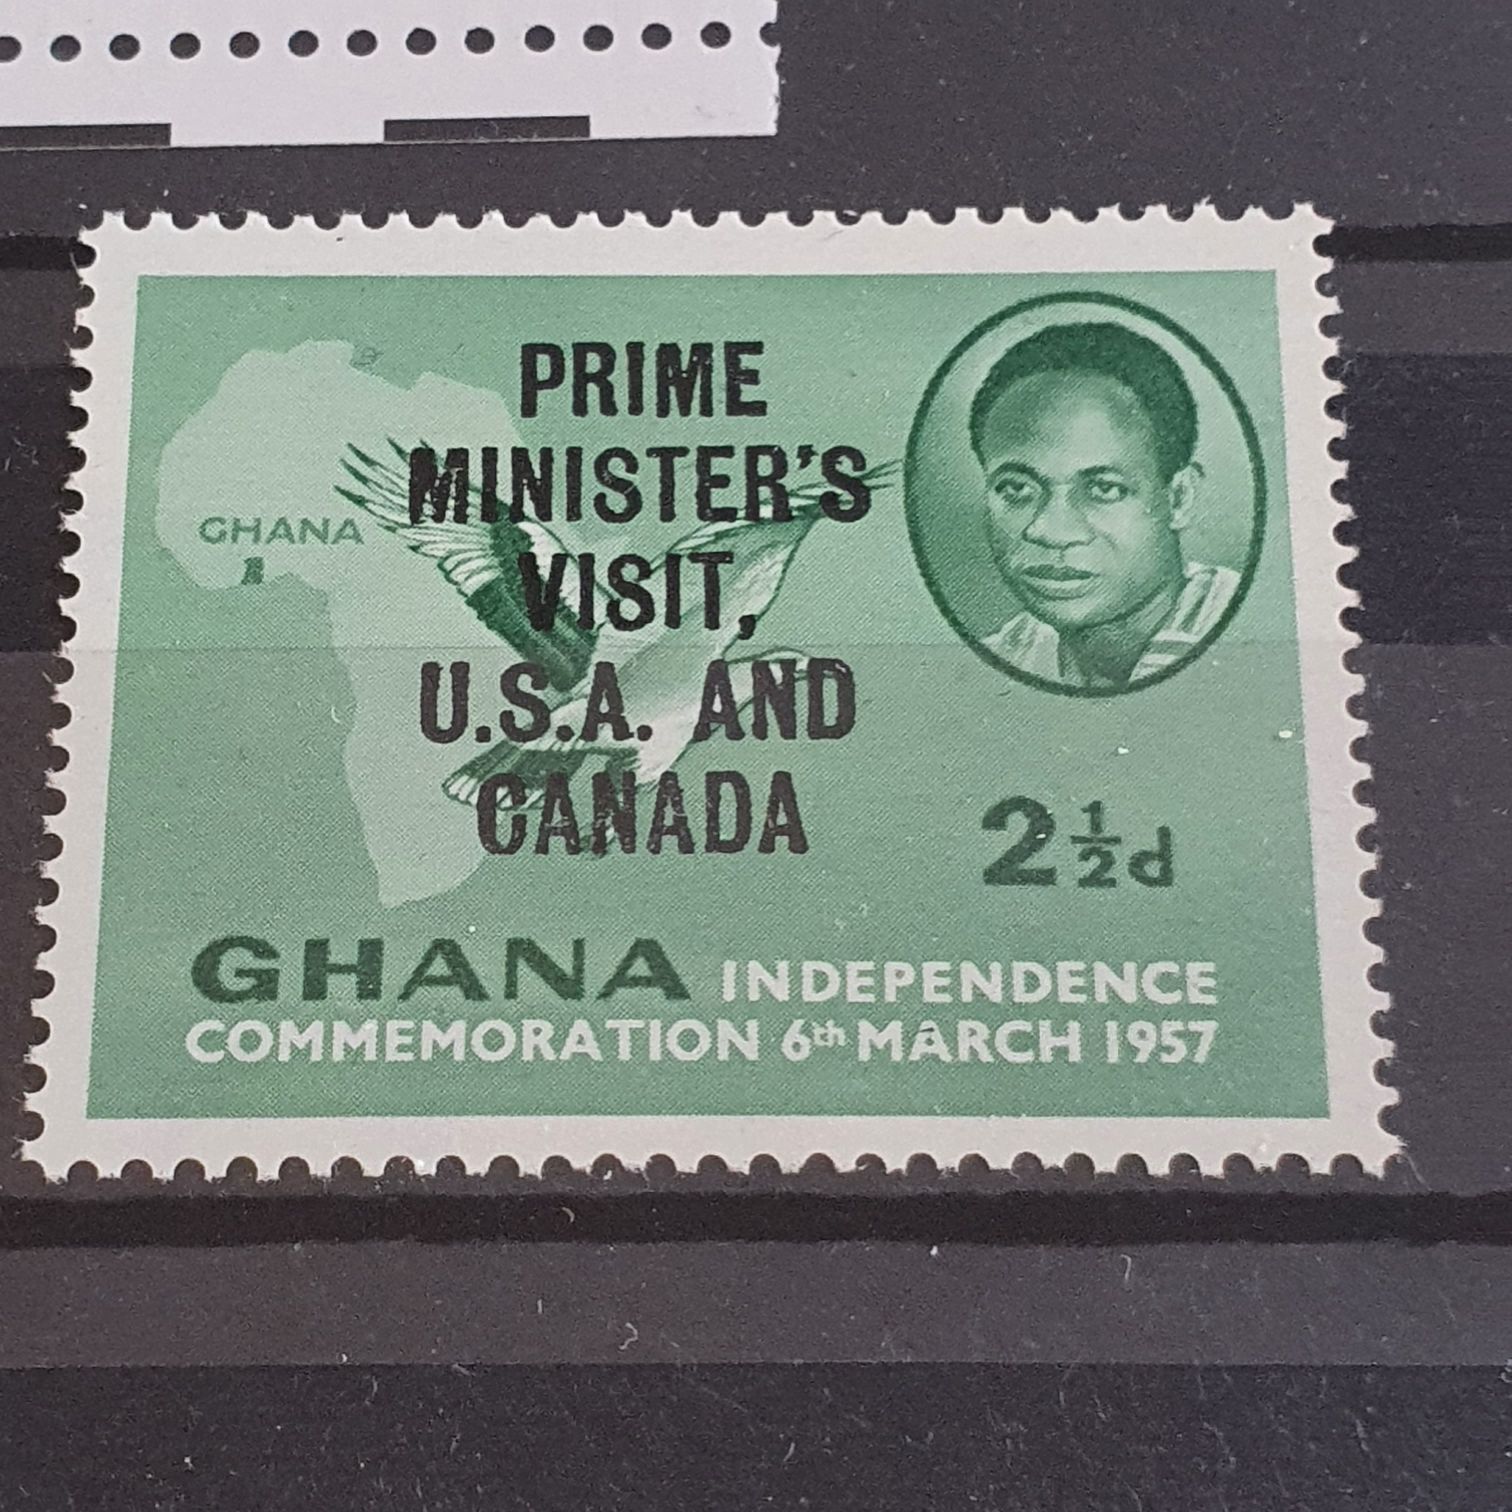 PRIME
MINISTER'S
VISIT,
U.S.A. AND
CANADA
GHANA
2½d
GHANA INDEPENDENCE
COMMEMORATION 6th MARCH 1957